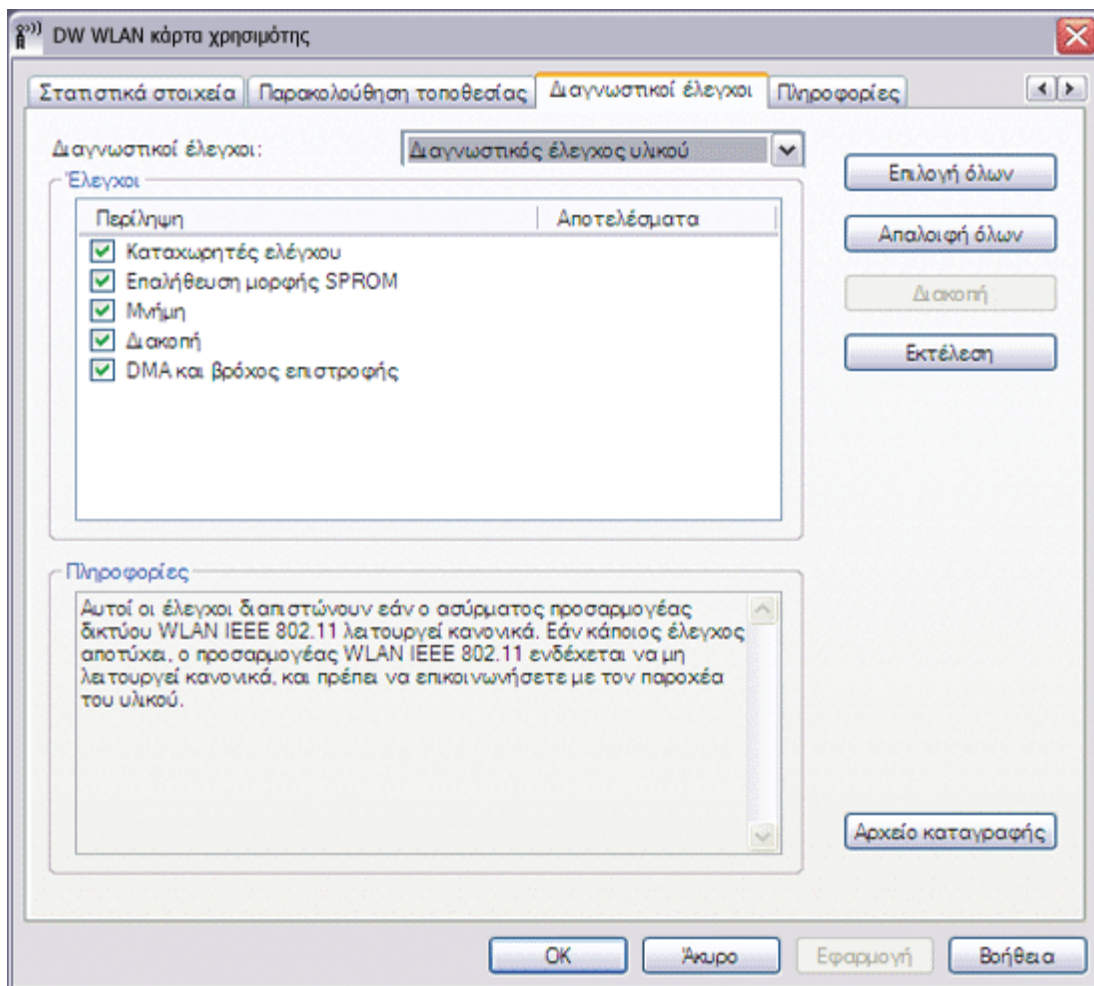 DW WLAN κάρτα χρησιμότης
Στατιστικά στοιχεία Παρακολούθηση τοποθεσίας Διαγνωστικοί έλεγχοι Πληροφορίες
Διαγνωστικοί έλεγχοι: Διαγνωστικός έλεγχος υλικού
Έλεγχοι
Περίληψη Αποτελέσματα
Καταχωρητές ελέγχου
Επαλήθευση μορφής SPROM
Μνήμη
Διακοπή
DMA και βρόχος επιστροφής
Επιλογή όλων
Απαλοιφή όλων
Διακοπή
Εκτέλεση
Πληροφορίες
Αυτοί οι έλεγχοι διαπιστώνουν εάν ο ασύρματος προσαρμογέας
δικτύου WLAN IEEE 802.11 λειτουργεί κανονικά. Εάν κάποιος έλεγχος
αποτύχει, ο προσαρμογέας WLAN IEEE 802.11 ενδέχεται να μη
λειτουργεί κανονικά, και πρέπει να επικοινωνήσετε με τον παροχέα
του υλικού.
Αρχείο καταγραφής
OK Άκυρο Εφαρμογή Βοήθεια